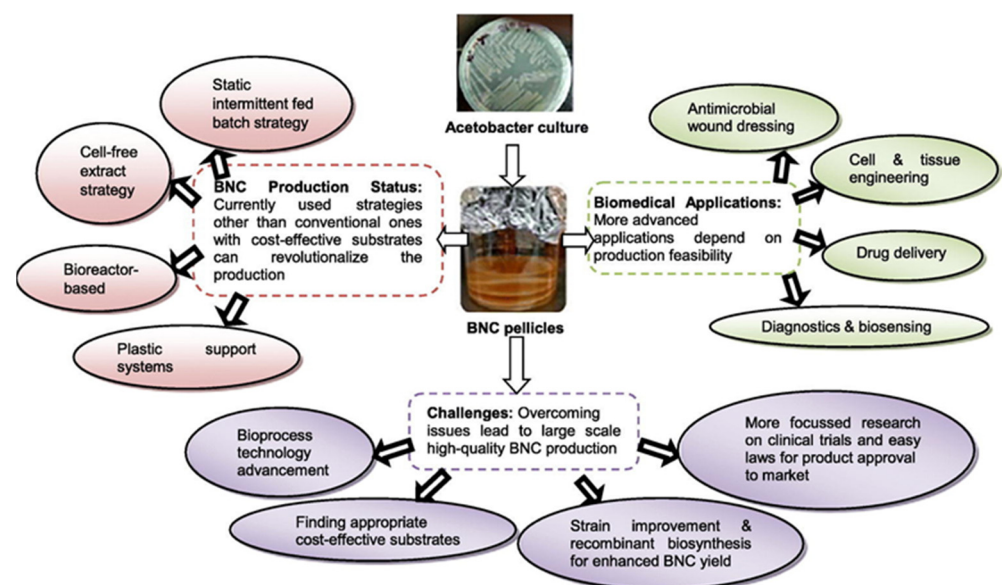 Acetobacter culture
Static
intermittent fed
batch strategy
Cell-free
extract
strategy
Bioreactor-
based
Plastic support
systems
BNC Production Status:
Currently used strategies
other than conventional ones
with cost-effective substrates
can revolutionalize the
production
BNC pellicles
Biomedical Applications:
More advanced
applications depend on
production feasibility
Antimicrobial
wound dressing
Cell & tissue
engineering
Drug delivery
Diagnostics & biosensing
Challenges: Overcoming
issues lead to large scale
high-quality BNC production
Bioprocess
technology
advancement
Finding appropriate
cost-effective substrates
Strain improvement &
recombinant biosynthesis
for enhanced BNC yield
More focussed research
on clinical trials and easy
laws for product approval
to market